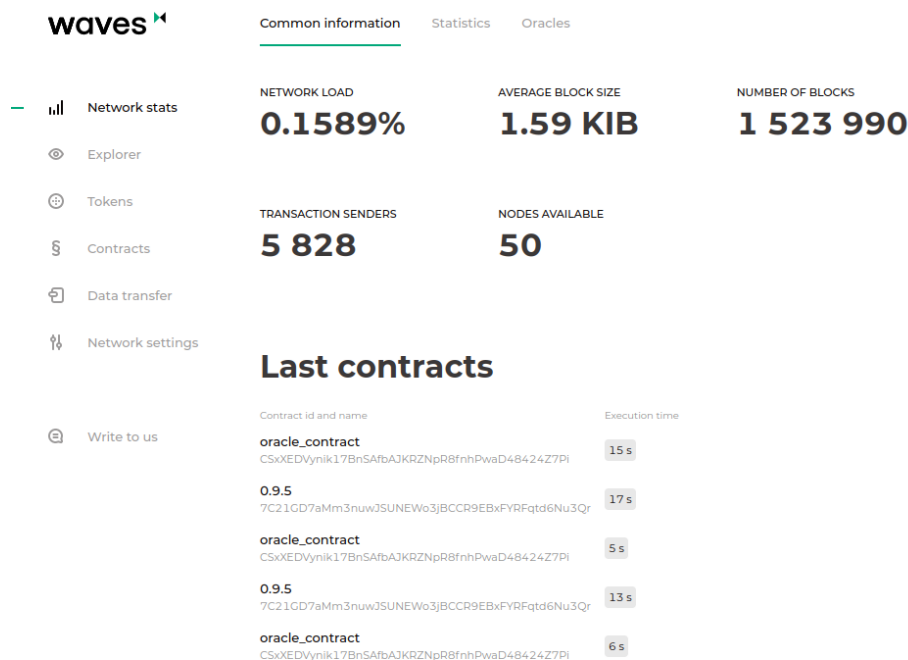 waves
Common information
Statistics
Oracles
Network stats
Explorer
Tokens
Contracts
Data transfer
Network settings
Write to us
NETWORK LOAD
0.1589%
AVERAGE BLOCK SIZE
1.59 KIB
NUMBER OF BLOCKS
1 523 990
TRANSACTION SENDERS
5 828
NODES AVAILABLE
50
Last contracts
Contract id and name
Execution time
oracle_contract
CSxXEDVynik17BnSAfbAJKRZNpR8fnhPwaD48424Z7Pi
15 s
0.9.5
7C21GD7aMm3nuwJSUNEWo3jBCCR9EBxFYRFqtd6Nu3Qr
17 s
oracle_contract
CSxXEDVynik17BnSAfbAJKRZNpR8fnhPwaD48424Z7Pi
5 s
0.9.5
7C21GD7aMm3nuwJSUNEWo3jBCCR9EBxFYRFqtd6Nu3Qr
13 s
oracle_contract
CSxXEDVynik17BnSAfbAJKRZNpR8fnhPwaD48424Z7Pi
6 s